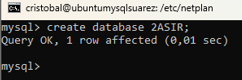 cristobal@ubuntumysqlsuarez: /etc/netplan
mysql> create database 2ASIR;
Query OK, 1 row affected (0,01 sec)
mysql>